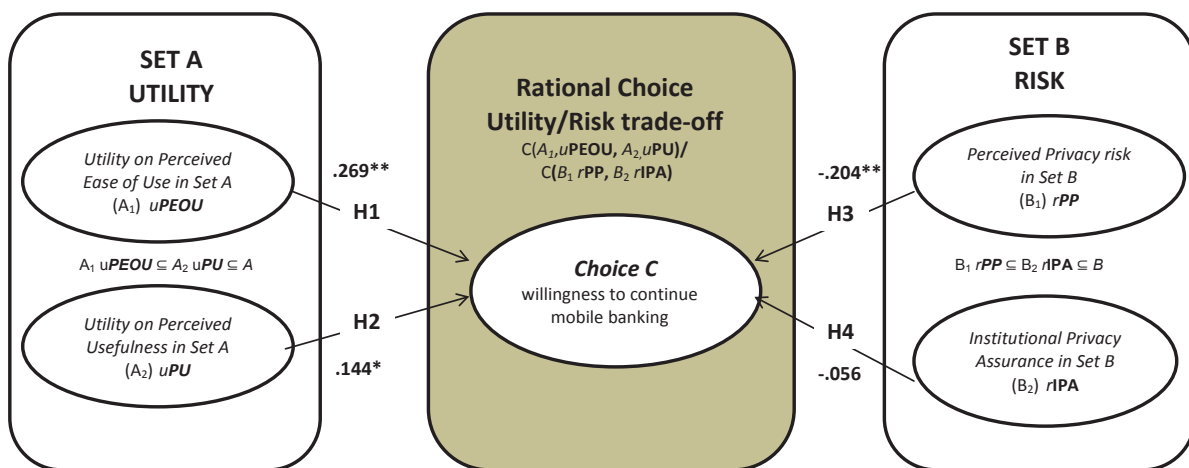 SET A
UTILITY
Utility on Perceived
Ease of Use in Set A
(A₁) uPEOU
A₁ uPEOU ⊆ A₂ uPU ⊆ A
Utility on Perceived
Usefulness in Set A
(A₂) uPU
.269**
H1
H2
.144*
Rational Choice
Utility/Risk trade-off
C(A₁,uPEOU, A₂,uPU)/
C(B₁ rPP, B₂ rIPA)
Choice C
willingness to continue
mobile banking
-.204**
H3
H4
-.056
SET B
RISK
Perceived Privacy risk
in Set B
(B₁) rPP
B₁ rPP ⊆ B₂ rIPA ⊆ B
Institutional Privacy
Assurance in Set B
(B₂) rIPA